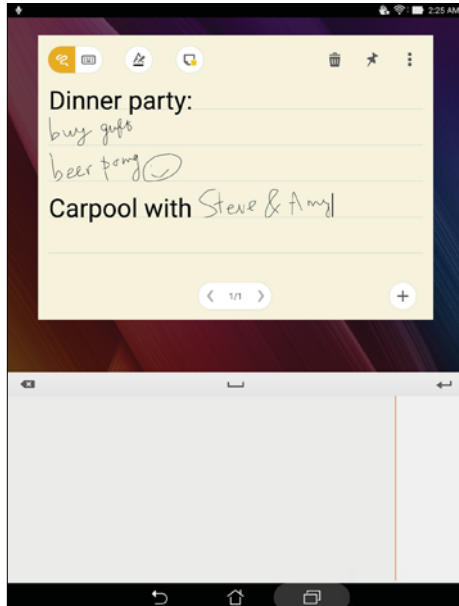 2:25 AM
Dinner party:
buy gifts
beer pong
Carpool with Steve & Amy
1/1